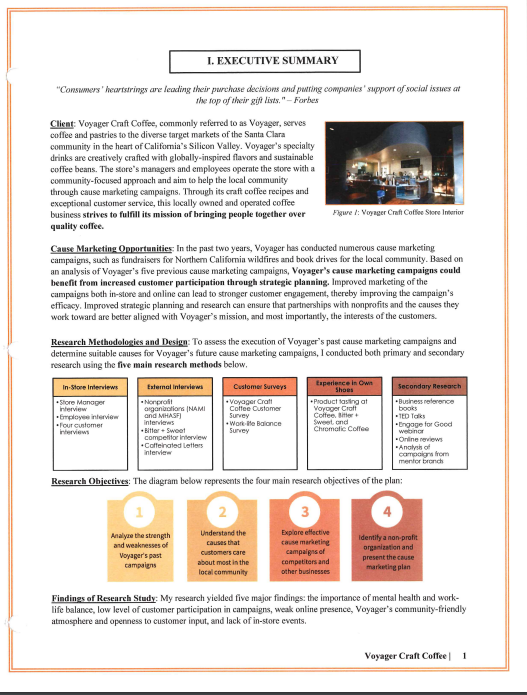 I. EXECUTIVE SUMMARY
"Consumers' heartstrings are leading their purchase decisions and putting companies' support of social issues at
the top of their gift lists." – Forbes
Client: Voyager Craft Coffee, commonly referred to as Voyager, serves
coffee and pastries to the diverse target markets of the Santa Clara
community in the heart of California's Silicon Valley. Voyager's specialty
drinks are creatively crafted with globally-inspired flavors and sustainable
coffee beans. The store's managers and employees operate the store with a
community-focused approach and aim to help the local community
through cause marketing campaigns. Through its craft coffee recipes and
exceptional customer service, this locally owned and operated coffee
business strives to fulfill its mission of bringing people together over
quality coffee.
Figure 1: Voyager Craft Coffee Store Interior
Cause Marketing Opportunities: In the past two years, Voyager has conducted numerous cause marketing
campaigns, such as fundraisers for Northern California wildfires and book drives for the local community. Based on
an analysis of Voyager's five previous cause marketing campaigns, Voyager's cause marketing campaigns could
benefit from increased customer participation through strategic planning. Improved marketing of the
campaigns both in-store and online can lead to stronger customer engagement, thereby improving the campaign's
efficacy. Improved strategic planning and research can ensure that partnerships with nonprofits and the causes they
work toward are better aligned with Voyager's mission, and most importantly, the interests of the customers.
Research Methodologies and Design: To assess the execution of Voyager's past cause marketing campaigns and
determine suitable causes for Voyager's future cause marketing campaigns, I conducted both primary and secondary
research using the five main research methods below.
In-Store Interviews
• Store Manager
interview
• Employee interview
• Four customer
interviews
External Interviews
• Nonprofit
organizations (NAMI
and MHASF)
interviews
• Bitter + Sweet
competitor interview
• Caffeinated Letters
interview
Customer Surveys
• Voyager Craft
Coffee Customer
Survey
• Work-life Balance
Survey
Experience in Own
Shoes
• Product tasting at
Voyager Craft
Coffee, Bitter +
Sweet, and
Chromatic Coffee
Secondary Research
• Business reference
books
• TED Talks
• Engage for Good
webinar
• Online reviews
• Analysis of
campaigns from
mentor brands
Research Objectives: The diagram below represents the four main research objectives of the plan:
1
Analyze the strength
and weaknesses of
Voyager's past
campaigns
2
Understand the
causes that
customers care
about most in the
local community
3
Explore effective
cause marketing
campaigns of
competitors and
other businesses
4
Identify a non-profit
organization and
present the cause
marketing plan
Findings of Research Study: My research yielded five major findings: the importance of mental health and work-
life balance, low level of customer participation in campaigns, weak online presence, Voyager's community-friendly
atmosphere and openness to customer input, and lack of in-store events.
Voyager Craft Coffee | 1